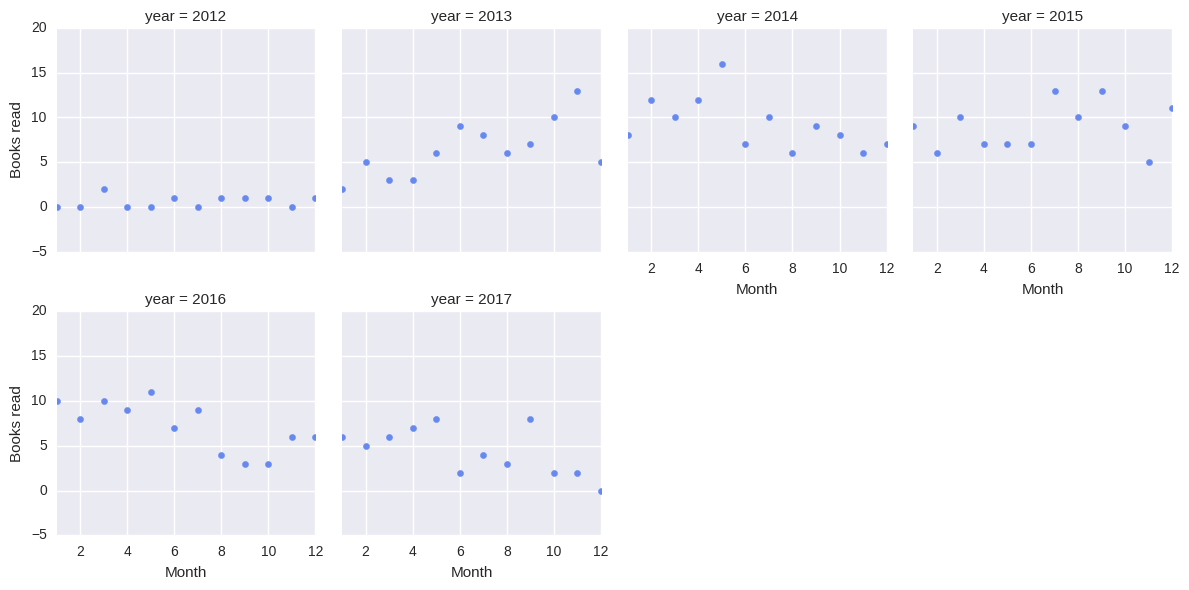 year = 2012
year = 2013
year = 2014
year = 2015
20
15
10
5
0
−5
Books read
2 4 6 8 10 12
2 4 6 8 10 12
Month
Month
year = 2016
year = 2017
20
15
10
5
0
−5
Books read
2 4 6 8 10 12
2 4 6 8 10 12
Month
Month